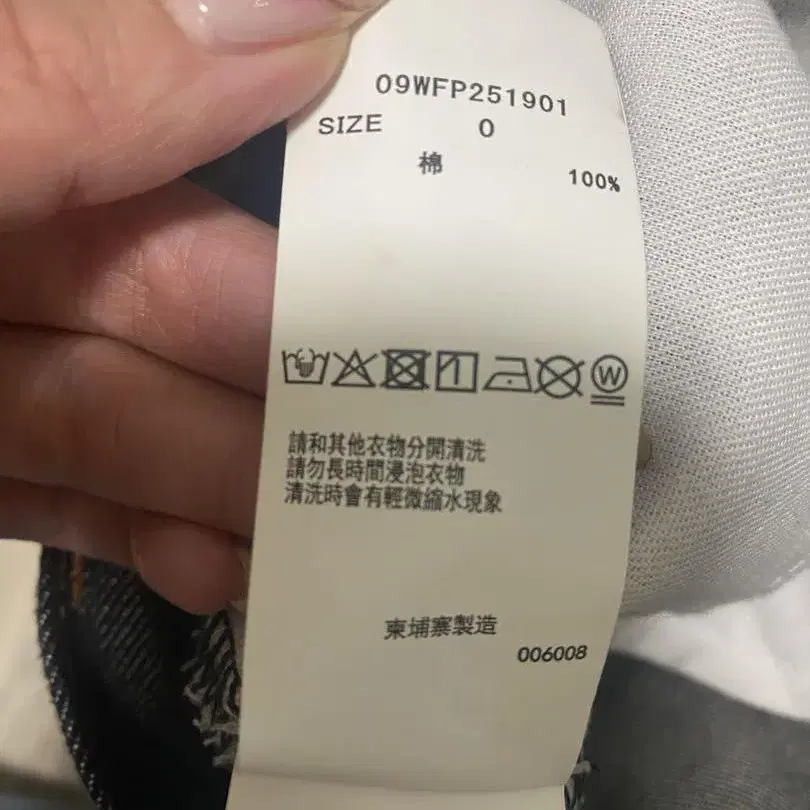 09WFP251901
SIZE 0
棉 100%
W
請和其他衣物分開清洗
請勿長時間浸泡衣物
清洗時會有輕微縮水現象
柬埔寨製造
006008